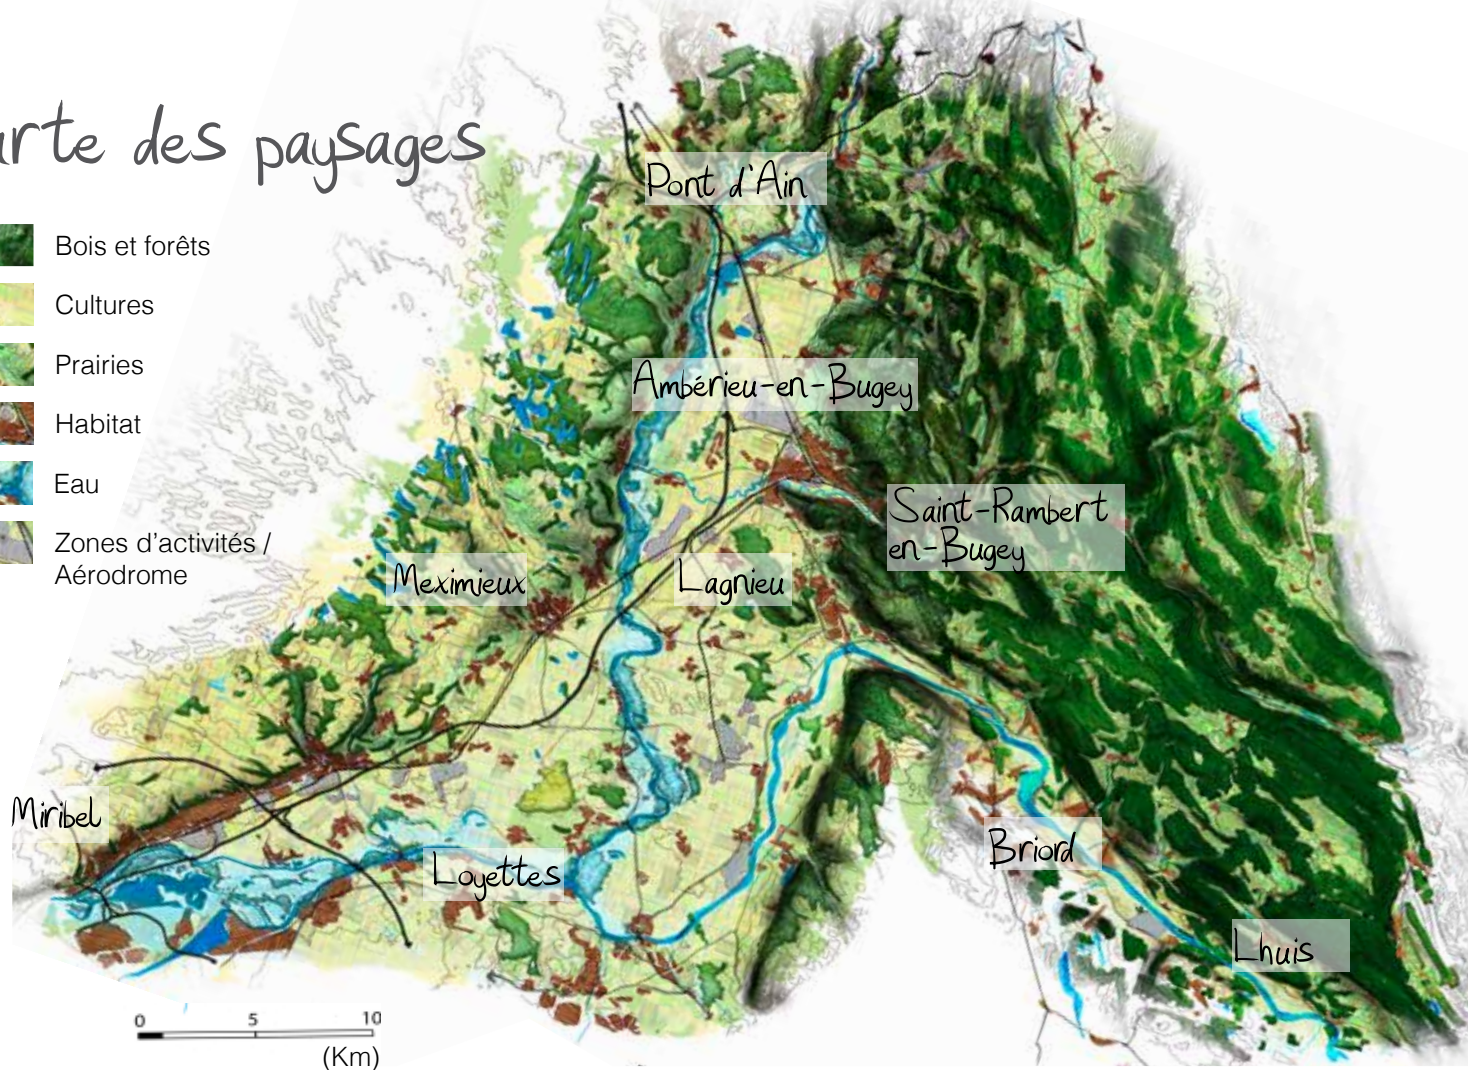 arte des paysages
Bois et forêts
Cultures
Prairies
Habitat
Eau
Zones d'activités /
Aérodrome
Pont d'Ain
Ambérieu-en-Bugey
Saint-Rambert
en-Bugey
Meximieux
Lagnieu
Miribel
Loyettes
Briord
Lhuis
0 5 10
(Km)